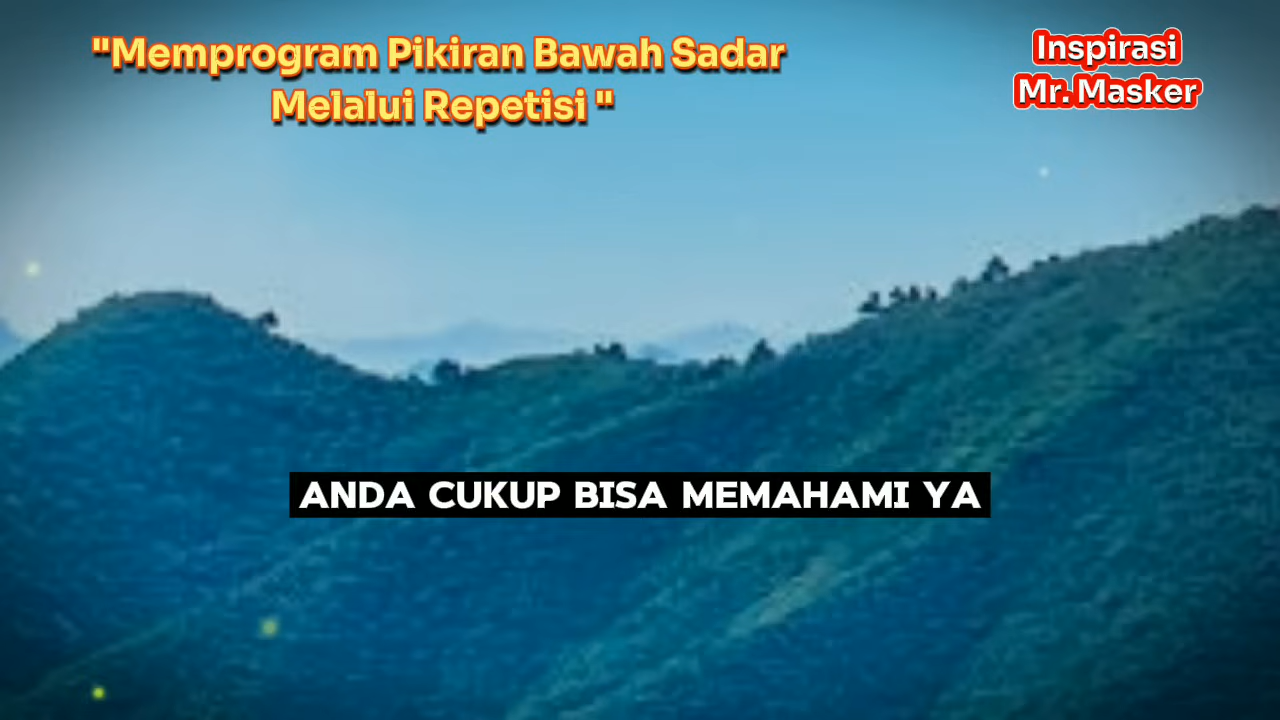 "Memprogram Pikiran Bawah Sadar
Melalui Repetisi "
Inspirasi
Mr. Masker
ANDA CUKUP BISA MEMAHAMI YA